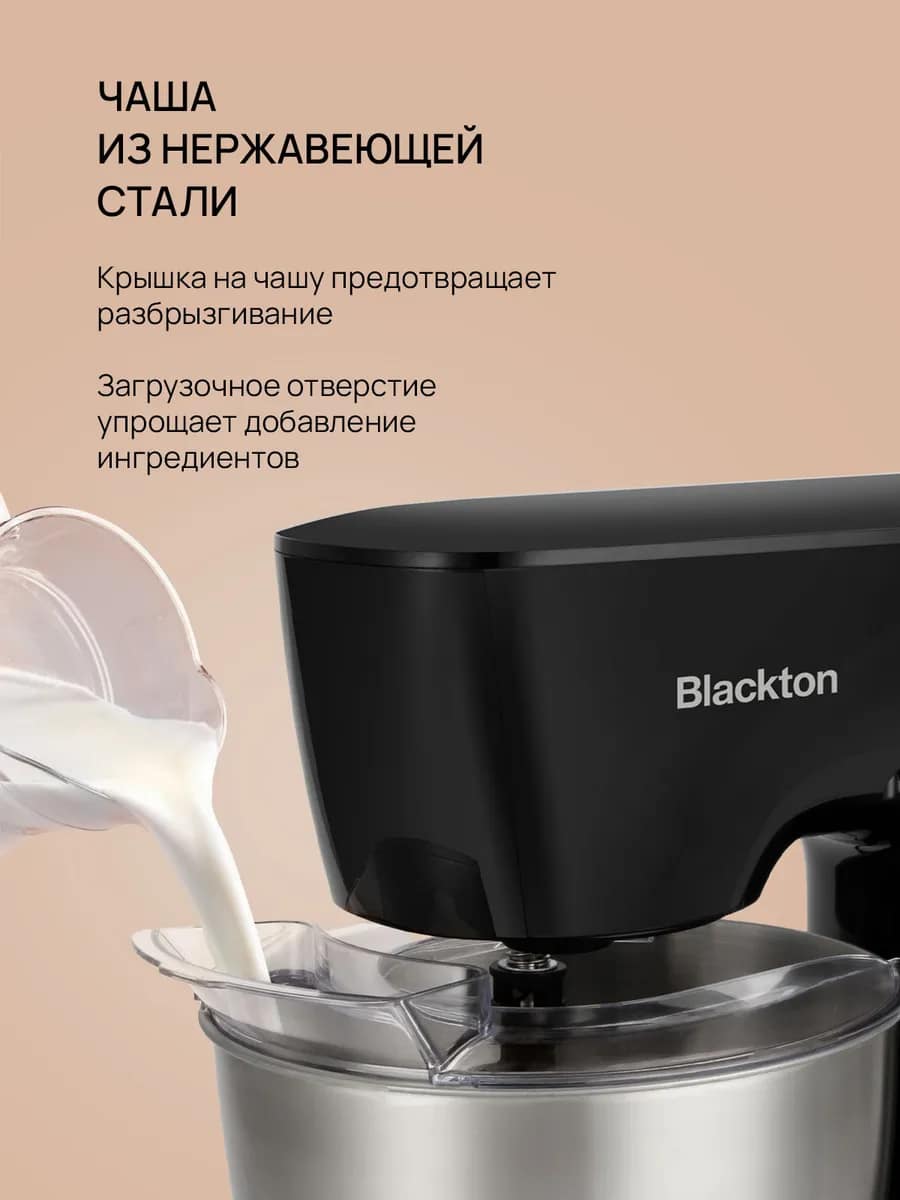 ЧАША
ИЗ НЕРЖАВЕЮЩЕЙ
СТАЛИ
Крышка на чашу предотвращает
разбрызгивание
Загрузочное отверстие
упрощает добавление
ингредиентов
Blackton